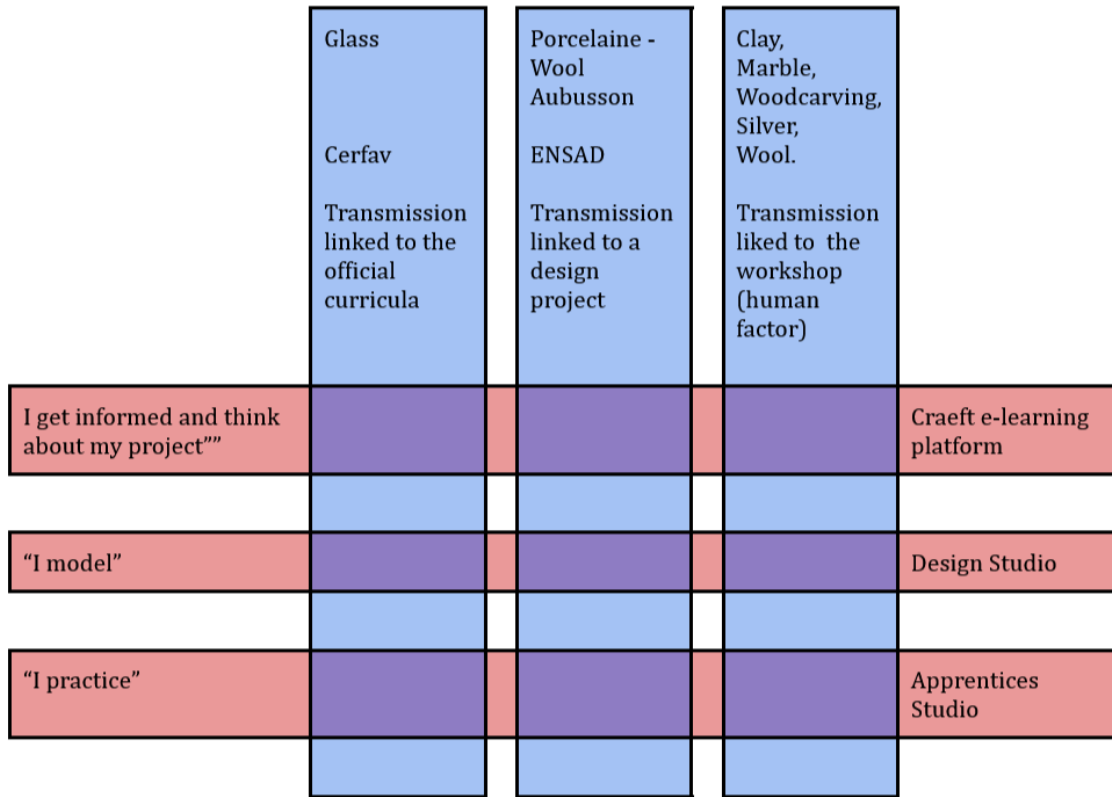 Glass
Cerfav
Transmission
linked to the
official
curricula
Porcelaine -
Wool
Aubusson
ENSAD
Transmission
linked to a
design
project
Clay,
Marble,
Woodcarving,
Silver,
Wool.
Transmission
liked to  the
workshop
(human
factor)
I get informed and think
about my project””
Craeft e-learning
platform
“I model”
Design Studio
“I practice”
Apprentices
Studio